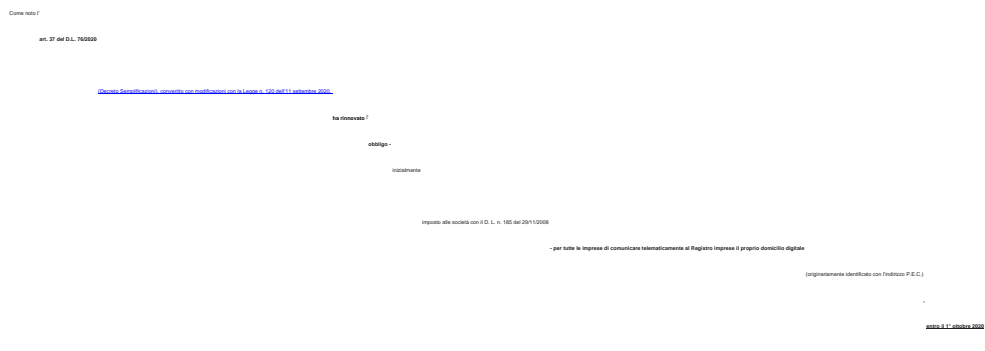 Come noto l'
art. 37 del D.L. 76/2020
(Decreto Semplificazioni), convertito con modificazioni con la Legge n. 120 dell'11 settembre 2020,
ha rinnovato l'
obbligo -
inizialmente
imposto alle società con il D. L. n. 185 del 29/11/2008
- per tutte le imprese di comunicare telematicamente al Registro imprese il proprio domicilio digitale
(originariamente identificato con l'indirizzo P.E.C.)
,
entro il 1° ottobre 2020